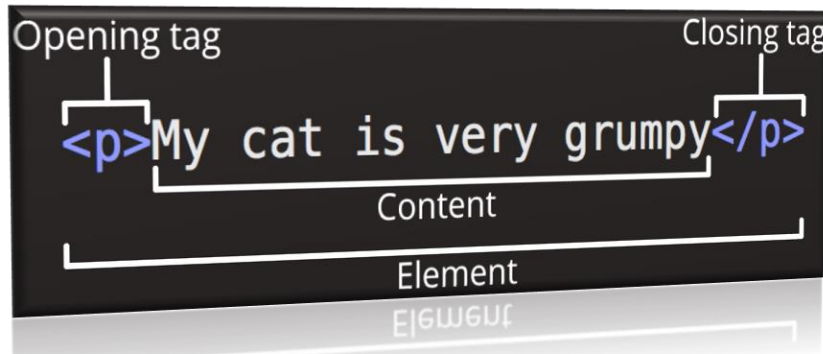 Opening tag
Closing tag
<p>My cat is very grumpy</p>
Content
Element